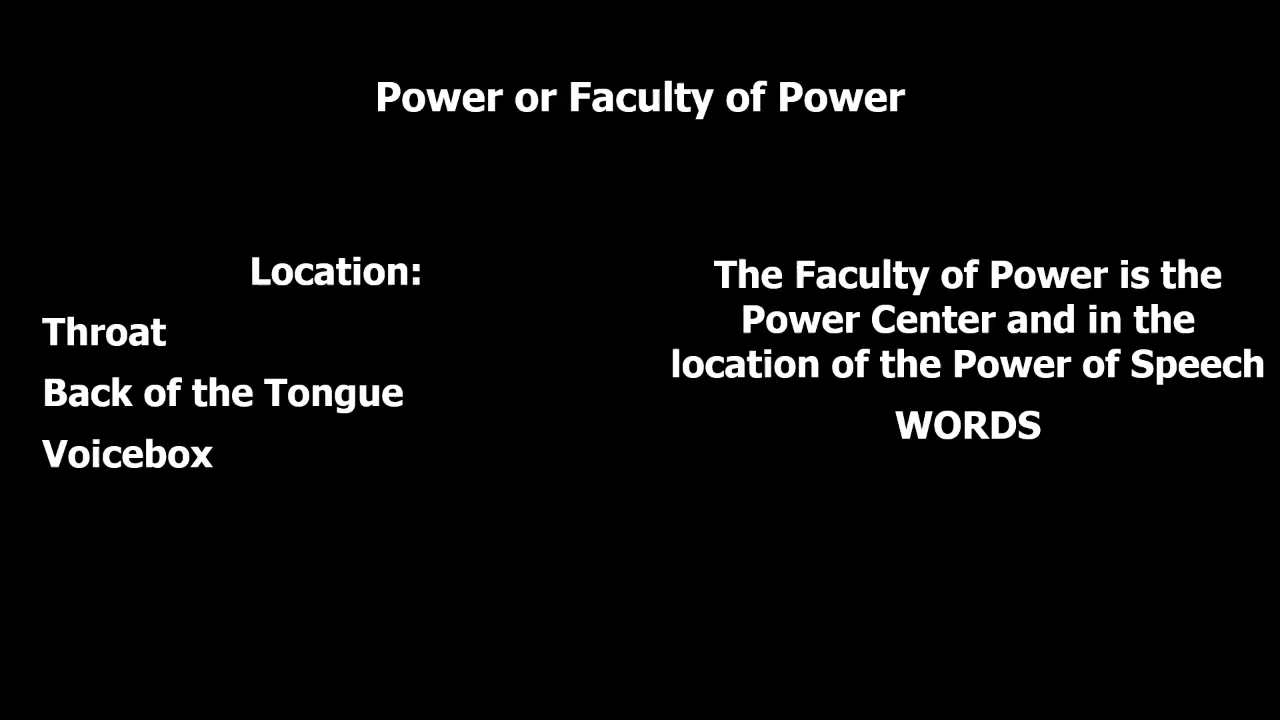 Power or Faculty of Power
Location:
Throat
Back of the Tongue
Voicebox
The Faculty of Power is the
Power Center and in the
location of the Power of Speech
WORDS